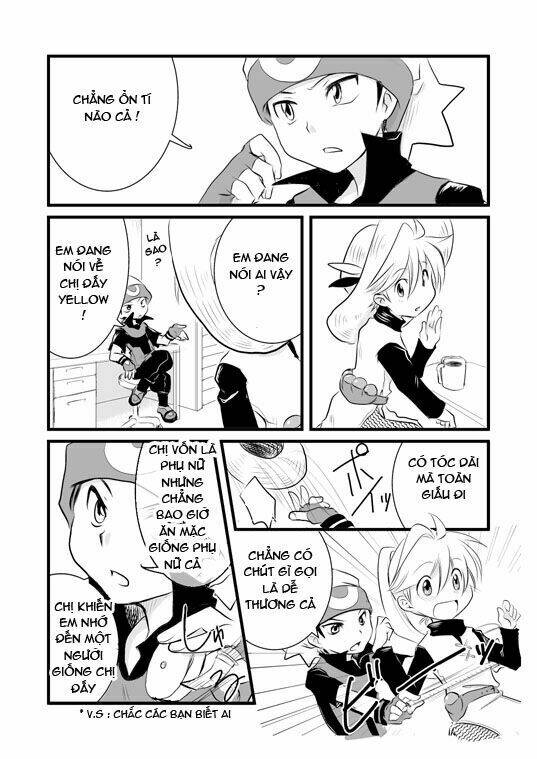 CHẲNG ỔN TÍ
NÀO CẢ !
EM ĐANG
NÓI AI VẬY
?
LÀ
SAO
?
EM ĐANG
NÓI VỀ
CHỊ ĐẤY
YELLOW
!
CÓ TÓC DÀI
MÀ TOÀN
GIẤU ĐI
ポイッ
CHỊ VỐN LÀ
PHỤ NỮ
NHƯNG
CHẲNG
BAO GIỜ
ĂN MẶC
GIỐNG PHỤ
NỮ CẢ
CHẲNG CÓ
CHÚT GÌ GỌI
LÀ DỄ
THƯƠNG CẢ
CHỊ KHIẾN
EM NHỚ
ĐẾN MỘT
NGƯỜI
GIỐNG CHỊ
ĐẤY
* V.S : CHẮC CÁC BẠN BIẾT AI